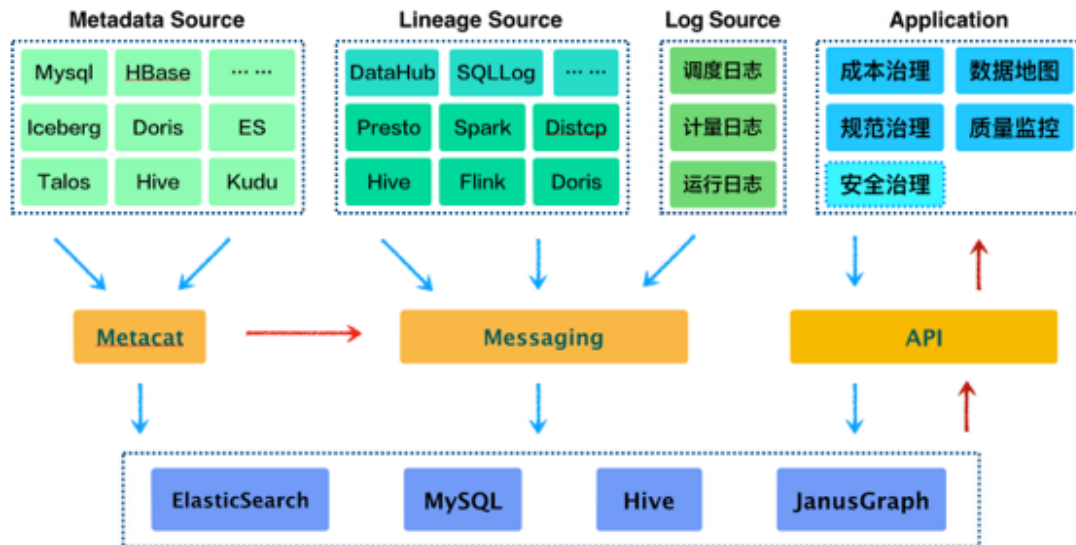 Metadata Source Lineage Source Log Source Application
Mysql HBase ... ... DataHub SQLLog ... ... 调度日志 成本治理 数据地图
Iceberg Doris ES Presto Spark Distcp 计量日志 规范治理 质量监控
Talos Hive Kudu Hive Flink Doris 运行日志 安全治理
Metacat Messaging API
ElasticSearch MySQL Hive JanusGraph